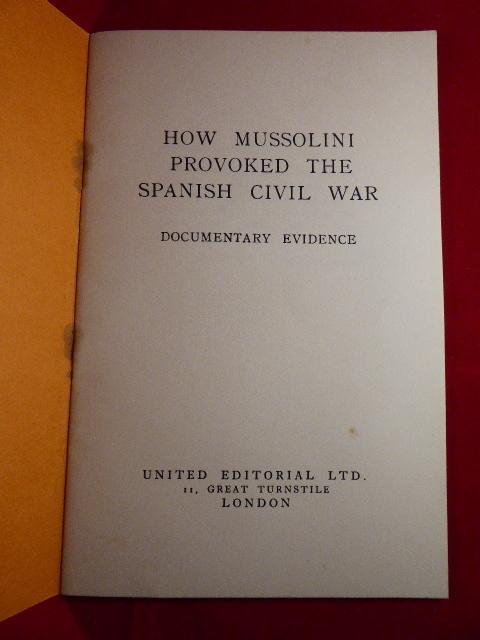 HOW MUSSOLINI
PROVOKED THE
SPANISH CIVIL WAR
DOCUMENTARY EVIDENCE
UNITED EDITORIAL LTD.
11, GREAT TURNSTILE
LONDON